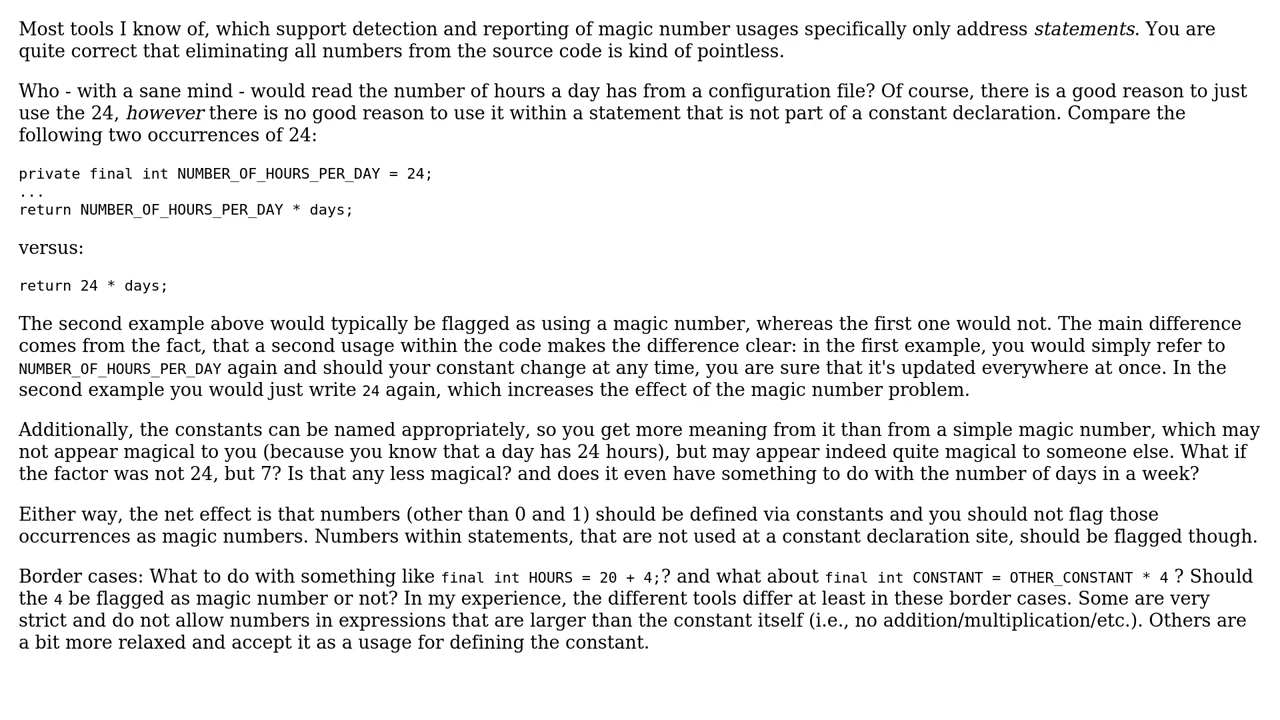 Most tools I know of, which support detection and reporting of magic number usages specifically only address statements. You are
quite correct that eliminating all numbers from the source code is kind of pointless.
Who - with a sane mind - would read the number of hours a day has from a configuration file? Of course, there is a good reason to just
use the 24, however there is no good reason to use it within a statement that is not part of a constant declaration. Compare the
following two occurrences of 24:
private final int NUMBER_OF_HOURS_PER_DAY = 24;
...
return NUMBER_OF_HOURS_PER_DAY * days;
versus:
return 24 * days;
The second example above would typically be flagged as using a magic number, whereas the first one would not. The main difference
comes from the fact, that a second usage within the code makes the difference clear: in the first example, you would simply refer to
NUMBER_OF_HOURS_PER_DAY again and should your constant change at any time, you are sure that it's updated everywhere at once. In the
second example you would just write 24 again, which increases the effect of the magic number problem.
Additionally, the constants can be named appropriately, so you get more meaning from it than from a simple magic number, which may
not appear magical to you (because you know that a day has 24 hours), but may appear indeed quite magical to someone else. What if
the factor was not 24, but 7? Is that any less magical? and does it even have something to do with the number of days in a week?
Either way, the net effect is that numbers (other than 0 and 1) should be defined via constants and you should not flag those
occurrences as magic numbers. Numbers within statements, that are not used at a constant declaration site, should be flagged though.
Border cases: What to do with something like final int HOURS = 20 + 4;? and what about final int CONSTANT = OTHER_CONSTANT * 4 ? Should
the 4 be flagged as magic number or not? In my experience, the different tools differ at least in these border cases. Some are very
strict and do not allow numbers in expressions that are larger than the constant itself (i.e., no addition/multiplication/etc.). Others are
a bit more relaxed and accept it as a usage for defining the constant.